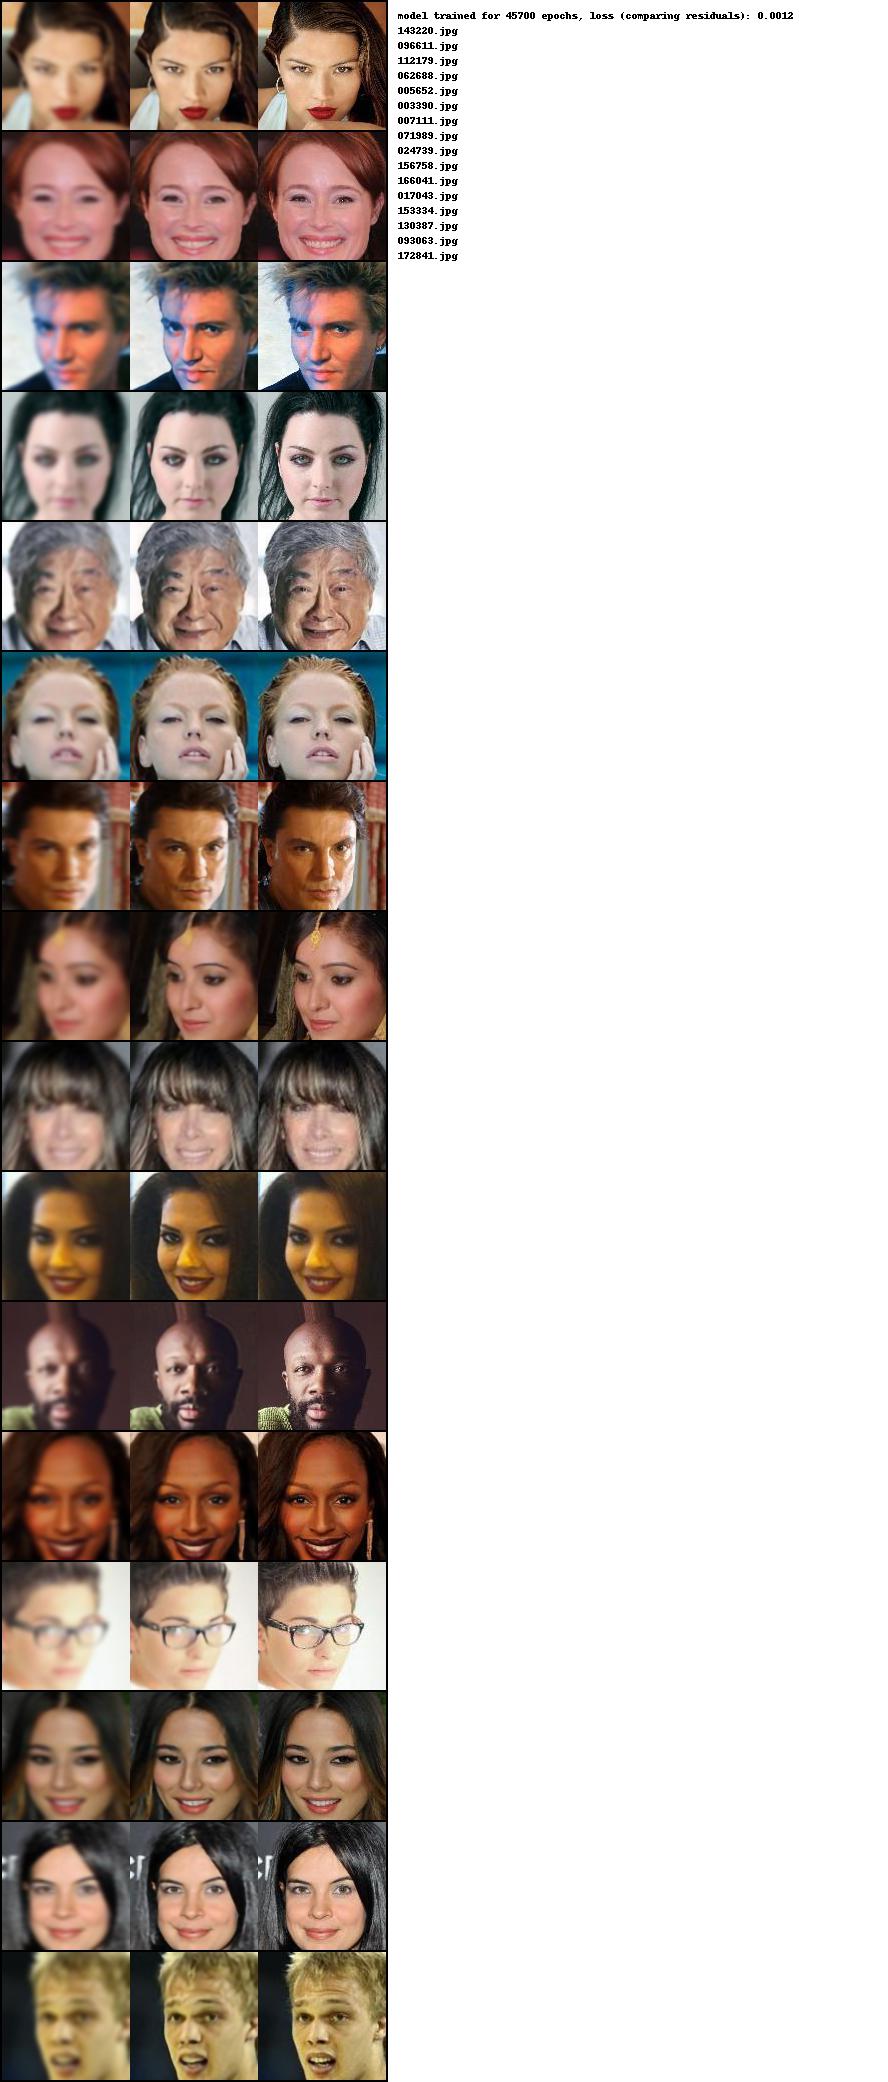 model trained for 45700 epochs, loss (comparing residuals): 0.0012
143220.jpg
096611.jpg
112179.jpg
062688.jpg
005652.jpg
003390.jpg
007111.jpg
071989.jpg
024739.jpg
156758.jpg
166041.jpg
017043.jpg
153334.jpg
130387.jpg
093063.jpg
172841.jpg